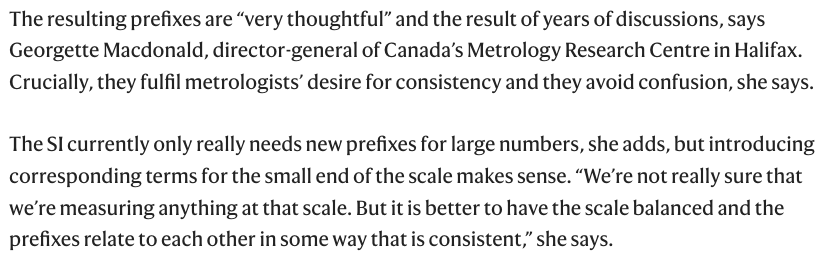 The resulting prefixes are “very thoughtful” and the result of years of discussions, says
Georgette Macdonald, director-general of Canada’s Metrology Research Centre in Halifax.
Crucially, they fulfil metrologists’ desire for consistency and they avoid confusion, she says.
The SI currently only really needs new prefixes for large numbers, she adds, but introducing
corresponding terms for the small end of the scale makes sense. “We’re not really sure that
we’re measuring anything at that scale. But it is better to have the scale balanced and the
prefixes relate to each other in some way that is consistent,” she says.